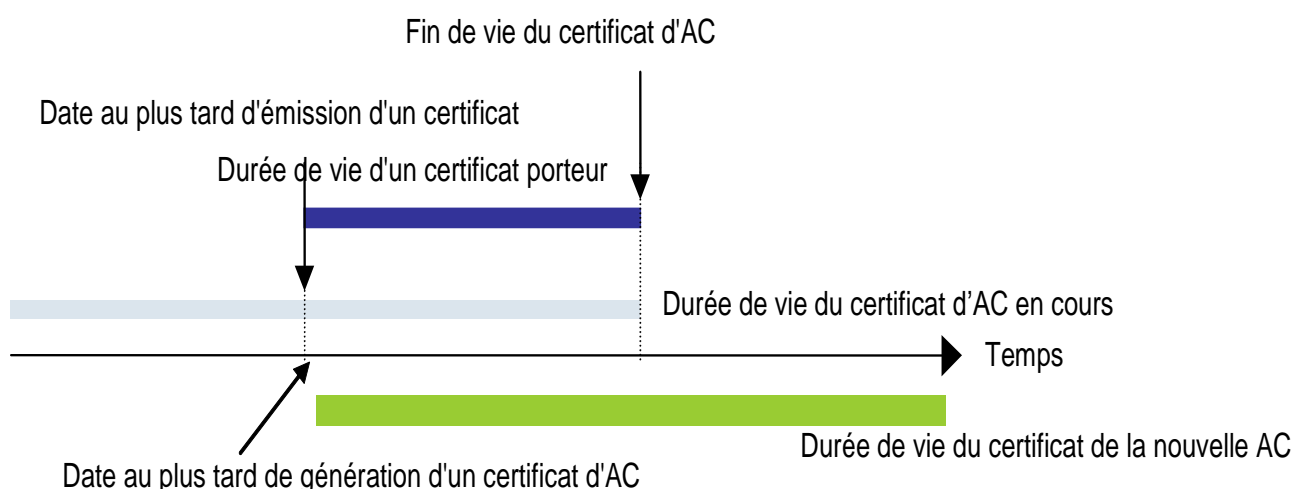 Fin de vie du certificat d'AC
Date au plus tard d'émission d'un certificat
Durée de vie d'un certificat porteur
Durée de vie du certificat d’AC en cours
Temps
Durée de vie du certificat de la nouvelle AC
Date au plus tard de génération d'un certificat d'AC